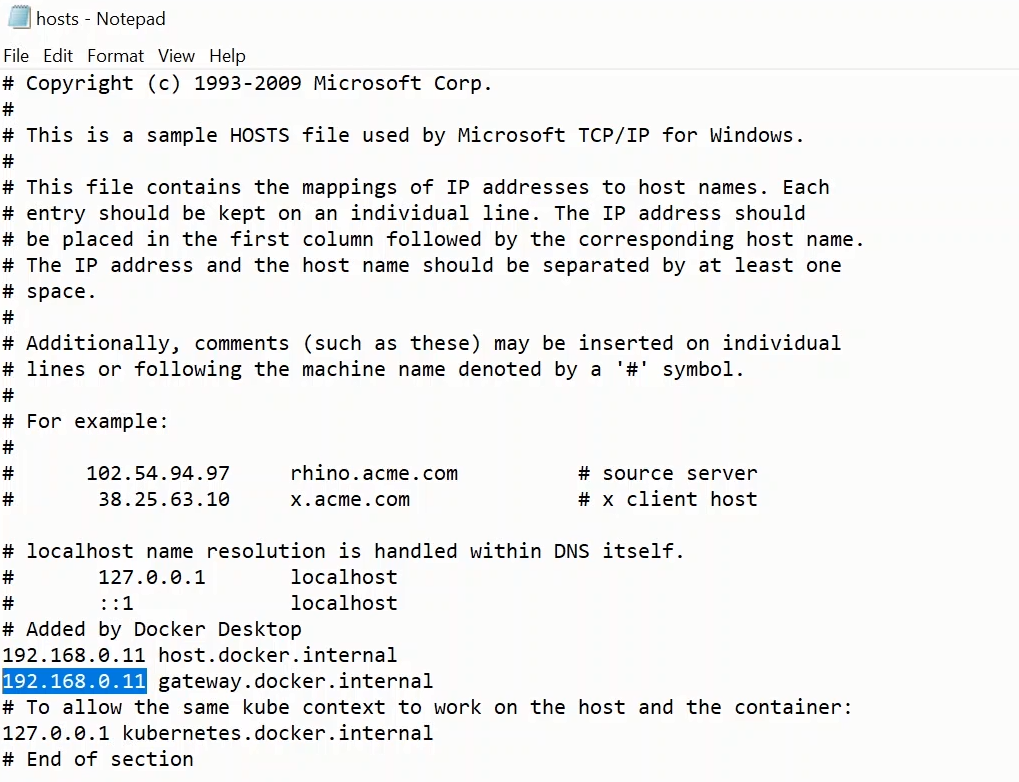 hosts - Notepad
File Edit Format View Help
# Copyright (c) 1993-2009 Microsoft Corp.
#
# This is a sample HOSTS file used by Microsoft TCP/IP for Windows.
#
# This file contains the mappings of IP addresses to host names. Each
# entry should be kept on an individual line. The IP address should
# be placed in the first column followed by the corresponding host name.
# The IP address and the host name should be separated by at least one
# space.
#
# Additionally, comments (such as these) may be inserted on individual
# lines or following the machine name denoted by a '#' symbol.
#
# For example:
#
#      102.54.94.97     rhino.acme.com          # source server
#       38.25.63.10     x.acme.com              # x client host

# localhost name resolution is handled within DNS itself.
#       127.0.0.1       localhost
#       ::1             localhost
# Added by Docker Desktop
192.168.0.11 host.docker.internal
192.168.0.11 gateway.docker.internal
# To allow the same kube context to work on the host and the container:
127.0.0.1 kubernetes.docker.internal
# End of section